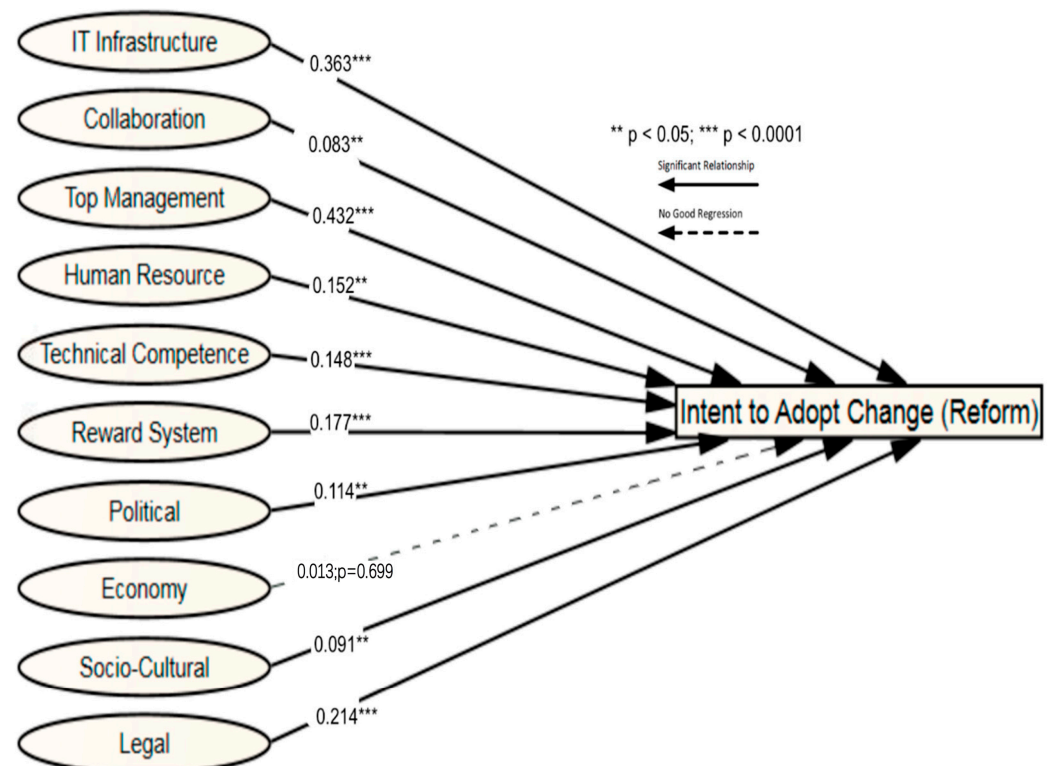 IT Infrastructure
0.363***
Collaboration
0.083**
** p < 0.05; *** p < 0.0001
Significant Relationship
No Good Regression
Top Management
0.432***
Human Resource
0.152**
Technical Competence
0.148***
Reward System
0.177***
Intent to Adopt Change (Reform)
Political
0.114**
Economy
0.013;p=0.699
Socio-Cultural
0.091**
Legal
0.214***